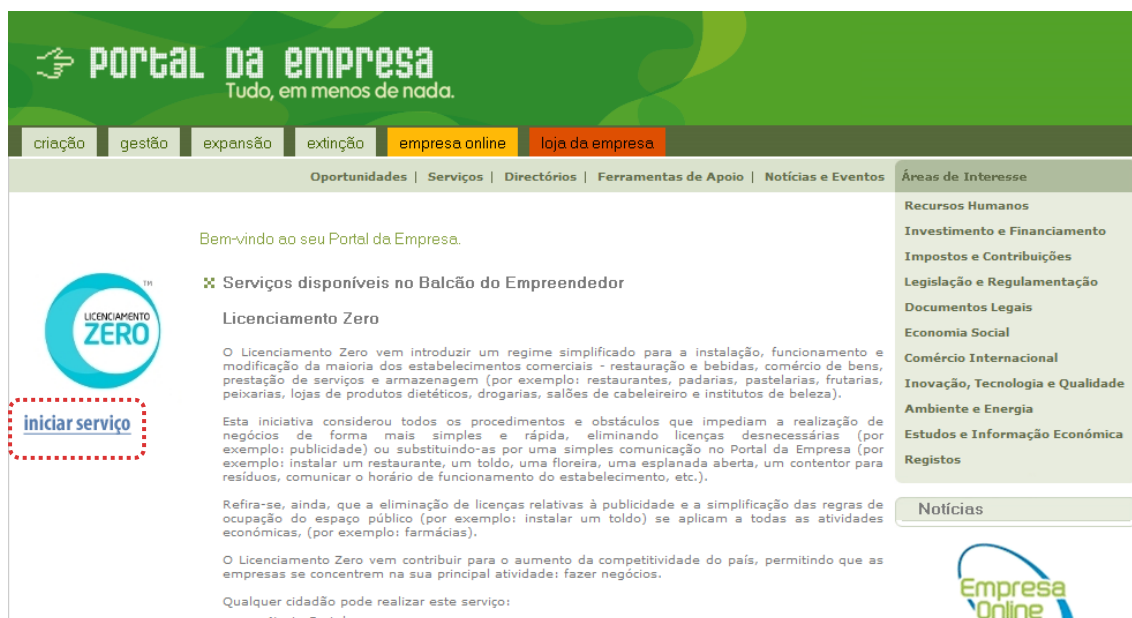 PORTAL DA EMPRESA
Tudo, em menos de nada.
criação gestão expansão extinção empresa online loja da empresa
Oportunidades | Serviços | Directórios | Ferramentas de Apoio | Notícias e Eventos
Áreas de Interesse
Recursos Humanos
Investimento e Financiamento
Impostos e Contribuições
Legislação e Regulamentação
Documentos Legais
Economia Social
Comércio Internacional
Inovação, Tecnologia e Qualidade
Ambiente e Energia
Estudos e Informação Económica
Registos
Notícias
Empresa
Online
TM
LICENCIAMENTO
ZERO
iniciar serviço
Bem-vindo ao seu Portal da Empresa.
Serviços disponíveis no Balcão do Empreendedor
Licenciamento Zero
O Licenciamento Zero vem introduzir um regime simplificado para a instalação, funcionamento e
modificação da maioria dos estabelecimentos comerciais - restauração e bebidas, comércio de bens,
prestação de serviços e armazenagem (por exemplo: restaurantes, padarias, pastelarias, frutarias,
peixarias, lojas de produtos dietéticos, drogarias, salões de cabeleireiro e institutos de beleza).
Esta iniciativa considerou todos os procedimentos e obstáculos que impediam a realização de
negócios de forma mais simples e rápida, eliminando licenças desnecessárias (por
exemplo: publicidade) ou substituindo-as por uma simples comunicação no Portal da Empresa (por
exemplo: instalar um restaurante, um toldo, uma floreira, uma esplanada aberta, um contentor para
resíduos, comunicar o horário de funcionamento do estabelecimento, etc.).
Refira-se, ainda, que a eliminação de licenças relativas à publicidade e a simplificação das regras de
ocupação do espaço público (por exemplo: instalar um toldo) se aplicam a todas as atividades
económicas, (por exemplo: farmácias).
O Licenciamento Zero vem contribuir para o aumento da competitividade do país, permitindo que as
empresas se concentrem na sua principal atividade: fazer negócios.
Qualquer cidadão pode realizar este serviço: